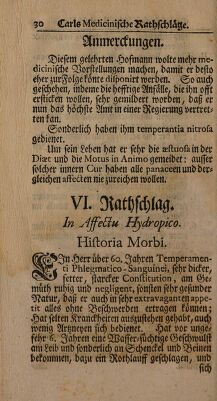 30 Carls Medicinische Rathschläge.
Anmerckungen.
Diesem gelehrten Hofmann wolte mehr me-
dicinische Vorstellungen machen, damit er desto
eher zur Folge könte disponirt werden. So auch
geschehen, indeme die hefftige Anfälle, die ihn offt
ersticken wollen, sehr gemildert worden, daß er
nun das höchste Amt in einer Regierung vertret-
ten kan.
Sonderlich haben ihm temperantia nitrosa
gedienet.
Um sein Leben hat er sehr die æstuosa in der
Diæt und die Motus in Animo gemeidet: ausser
solcher innern Cur haben alle panaceen und der-
gleichen affecten nie zureichen wollen.
VI. Rathschlag.
In Affectu Hydropico.
Historia Morbi.
EIn Herr über 60. Jahren Temperamen-
ti Phlegmatico-Sanguinei, sehr dicker,
fetter, starcker Constitution, am Ge-
müth ruhig und negligent, sonsten sehr gesunder
Natur, daß er auch in sehr extravaganten appe-
tit alles ohne Beschwerden ertragen können;
Hat selten Kranckheiten ausgestehen gehabt, auch
wenig Artzneyen sich bedienet. Hat vor unge-
fehr 6. Jahren eine Wasser-süchtige Geschwulst
am Leib und sonderlich an Schenckel und Beinen
bekommen, dazu ein Rothlauff geschlagen, und
sich